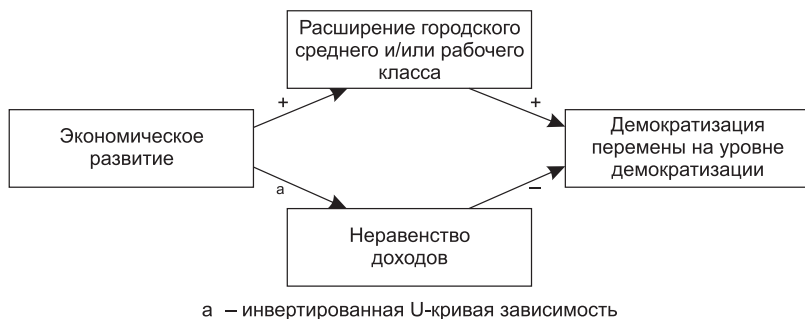 Расширение городского
среднего и/или рабочего
класса
+
+
Экономическое
развитие
Демократизация
перемены на уровне
демократизации
а
–
Неравенство
доходов
а – инвертированная U-кривая зависимость